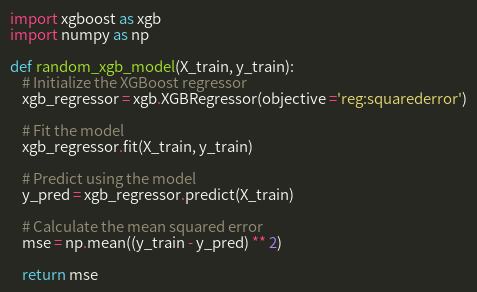 import xgboost as xgb
import numpy as np
def random_xgb_model(X_train, y_train):
# Initialize the XGBoost regressor
xgb_regressor = xgb.XGBRegressor(objective ='reg:squarederror')
# Fit the model
xgb_regressor.fit(X_train, y_train)
# Predict using the model
y_pred = xgb_regressor.predict(X_train)
# Calculate the mean squared error
mse = np.mean((y_train - y_pred) ** 2)
return mse